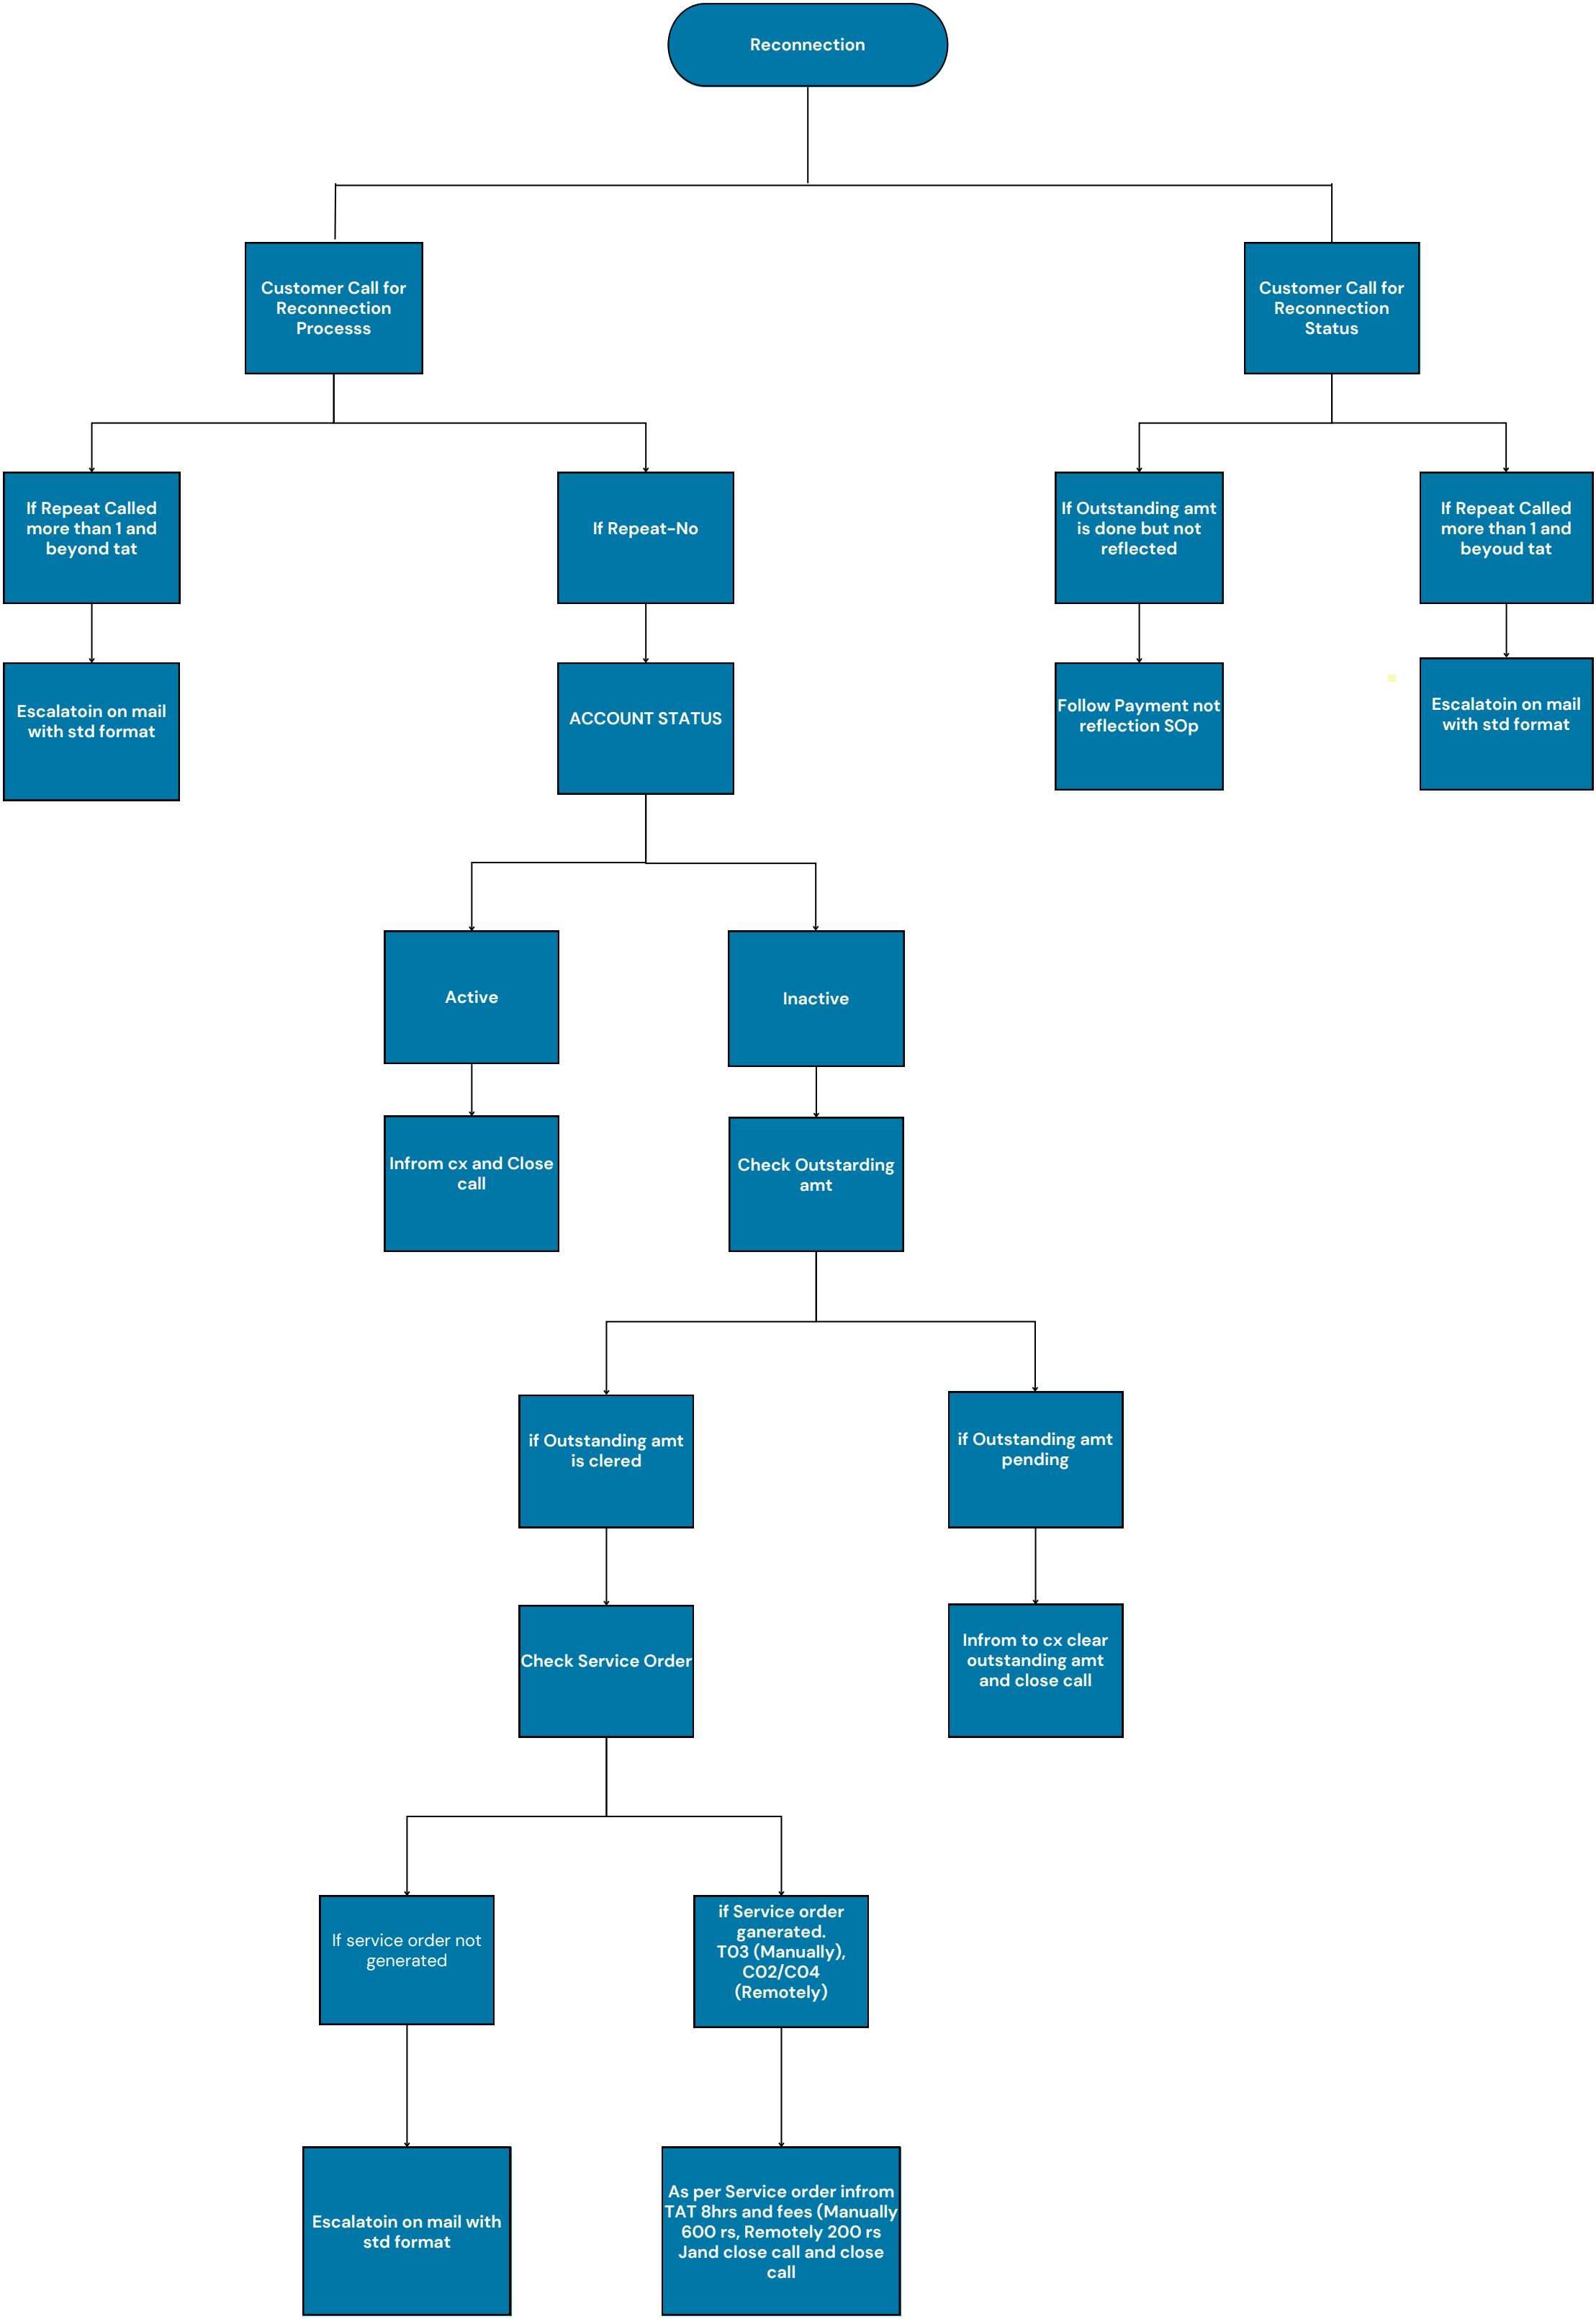 Reconnection
Customer Call for
Reconnection
Processs
Customer Call for
Reconnection
Status
If Repeat Called
more than 1 and
beyond tat
If Repeat-No
If Outstanding amt
is done but not
reflected
If Repeat Called
more than 1 and
beyoud tat
Escalatoin on mail
with std format
ACCOUNT STATUS
Follow Payment not
reflection SOp
Escalatoin on mail
with std format
Active
Inactive
Infrom cx and Close
call
Check Outstarding
amt
if Outstanding amt
is clered
if Outstanding amt
pending
Check Service Order
Infrom to cx clear
outstanding amt
and close call
If service order not
generated
if Service order
ganerated.
T03 (Manually),
C02/C04
(Remotely)
Escalatoin on mail with
std format
As per Service order infrom
TAT 8hrs and fees (Manually
600 rs, Remotely 200 rs
Jand close call and close
call